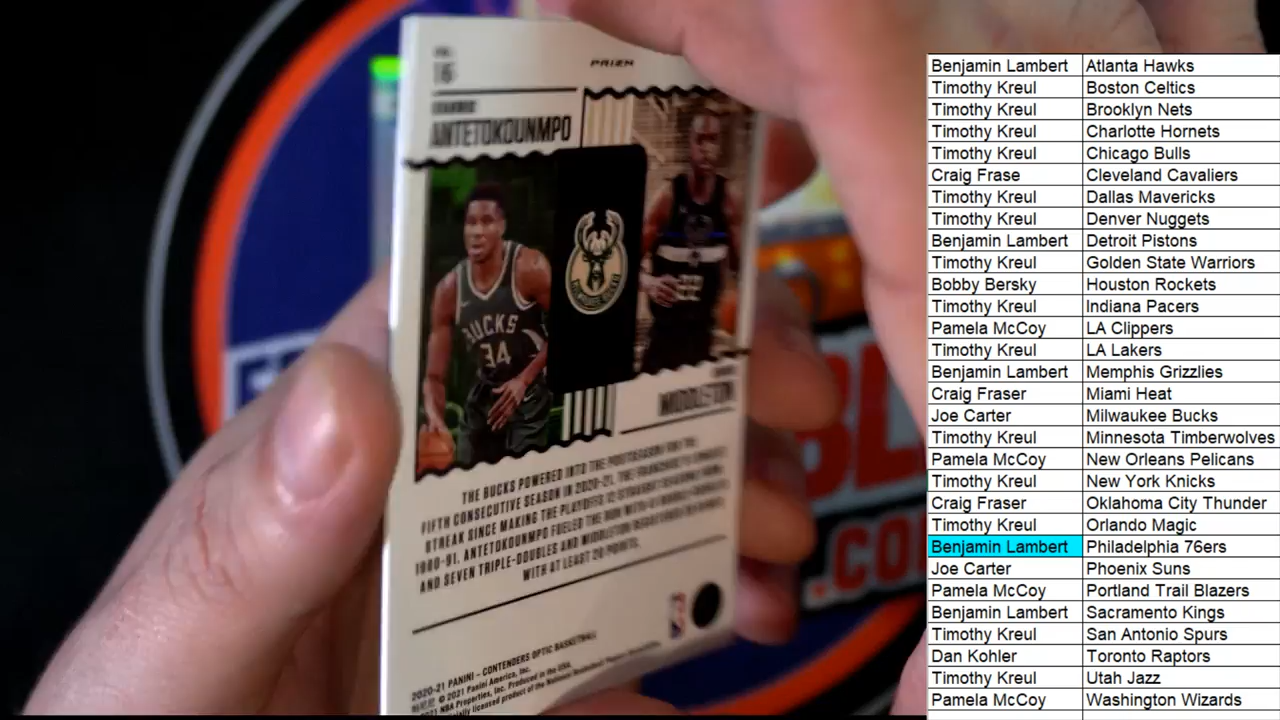 16
PRIZM
ANTETOKOUNMPO
BUCKS
34
MIDDLETON
THE BUCKS POWERED INTO THE POSTSEASON FOR THE
FIFTH CONSECUTIVE SEASON IN 2020-21, THE FRANCHISE'S LONGEST
STREAK SINCE MAKING THE PLAYOFFS 12 STRAIGHT SEASONS FROM
1980-91. ANTETOKOUNMPO FUELED THE RUN WITH
AND SEVEN TRIPLE-DOUBLES AND MIDDLETON REGISTERED
WITH AT LEAST 20 POINTS.
2020-21 PANINI - CONTENDERS OPTIC BASKETBALL
© 2021 Panini America, Inc. Produced in the USA.
Benjamin Lambert Atlanta Hawks
Timothy Kreul Boston Celtics
Timothy Kreul Brooklyn Nets
Timothy Kreul Charlotte Hornets
Timothy Kreul Chicago Bulls
Craig Frase Cleveland Cavaliers
Timothy Kreul Dallas Mavericks
Timothy Kreul Denver Nuggets
Benjamin Lambert Detroit Pistons
Timothy Kreul Golden State Warriors
Bobby Bersky Houston Rockets
Timothy Kreul Indiana Pacers
Pamela McCoy LA Clippers
Timothy Kreul LA Lakers
Benjamin Lambert Memphis Grizzlies
Craig Fraser Miami Heat
Joe Carter Milwaukee Bucks
Timothy Kreul Minnesota Timberwolves
Pamela McCoy New Orleans Pelicans
Timothy Kreul New York Knicks
Craig Fraser Oklahoma City Thunder
Timothy Kreul Orlando Magic
Benjamin Lambert Philadelphia 76ers
Joe Carter Phoenix Suns
Pamela McCoy Portland Trail Blazers
Benjamin Lambert Sacramento Kings
Timothy Kreul San Antonio Spurs
Dan Kohler Toronto Raptors
Timothy Kreul Utah Jazz
Pamela McCoy Washington Wizards